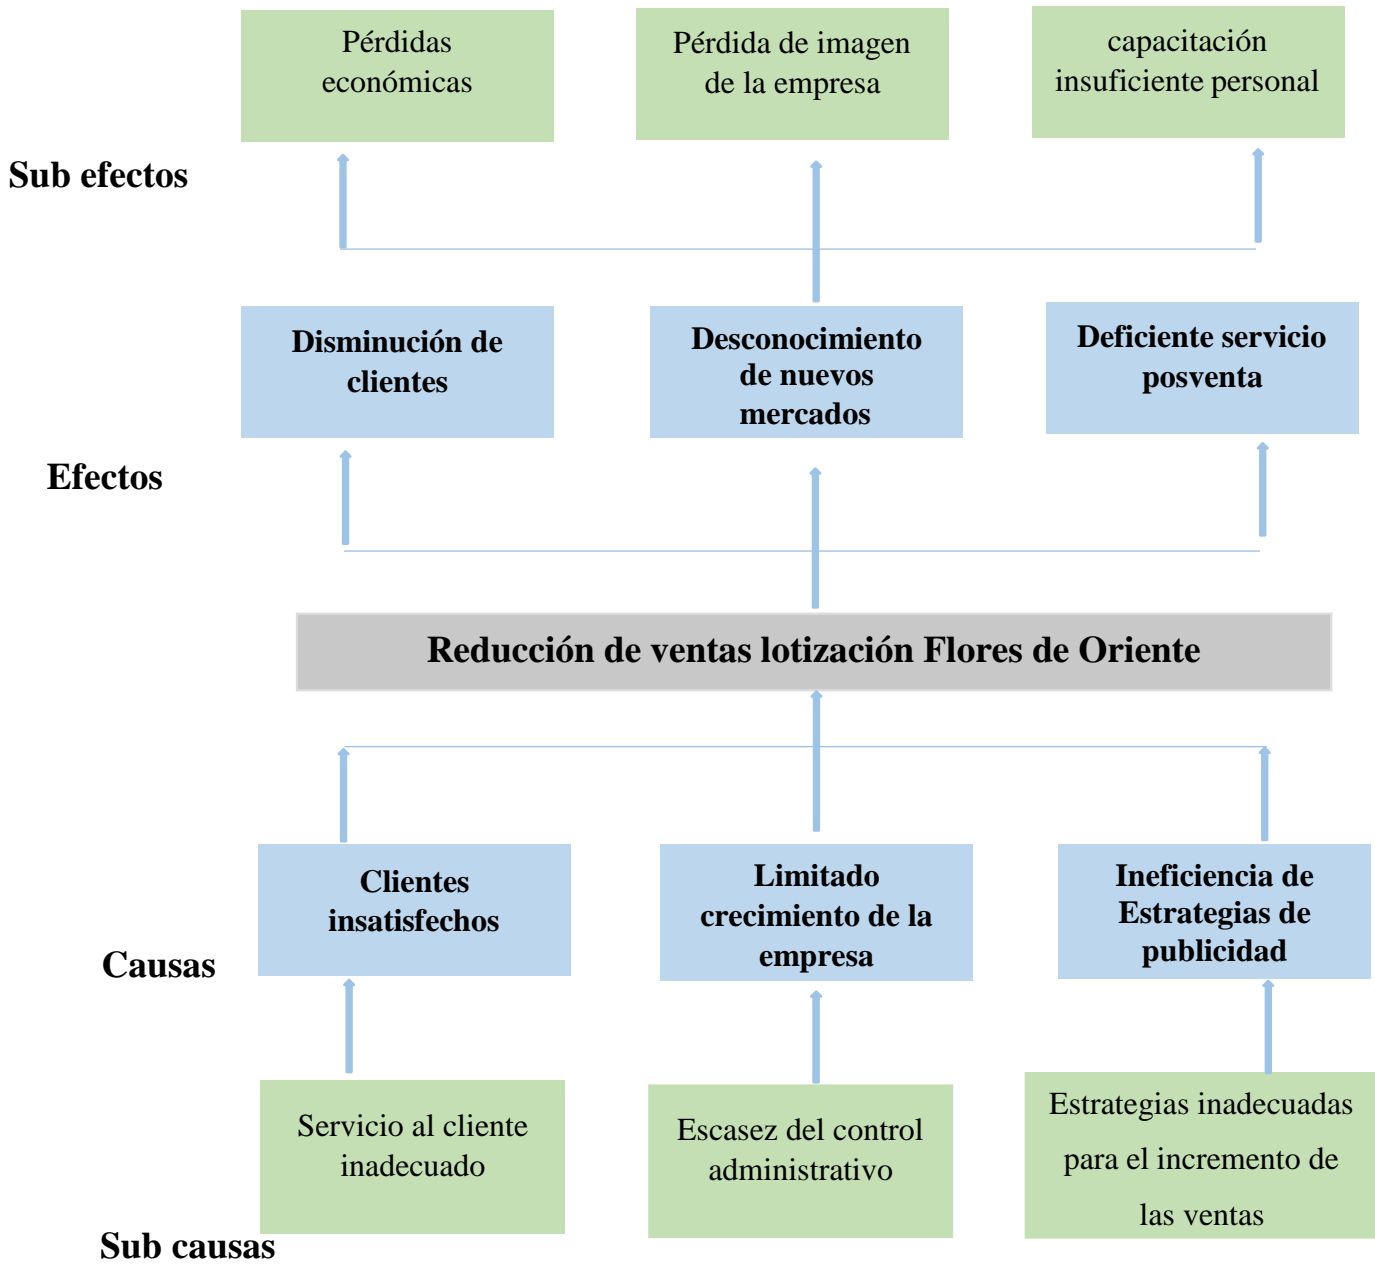 Pérdidas
económicas
Pérdida de imagen
de la empresa
capacitación
insuficiente personal
Sub efectos
Disminución de
clientes
Desconocimiento
de nuevos
mercados
Deficiente servicio
posventa
Efectos
Reducción de ventas lotización Flores de Oriente
Clientes
insatisfechos
Limitado
crecimiento de la
empresa
Ineficiencia de
Estrategias de
publicidad
Causas
Servicio al cliente
inadecuado
Escasez del control
administrativo
Estrategias inadecuadas
para el incremento de
las ventas
Sub causas